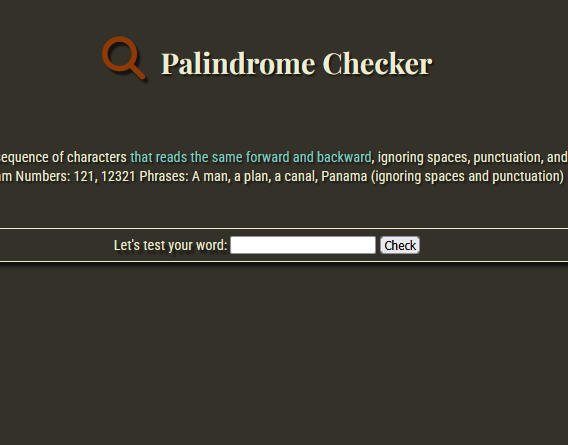 Palindrome Checker
sequence of characters that reads the same forward and backward, ignoring spaces, punctuation, and
Numbers: 121, 12321 Phrases: A man, a plan, a canal, Panama (ignoring spaces and punctuation)
Let's test your word:
Check